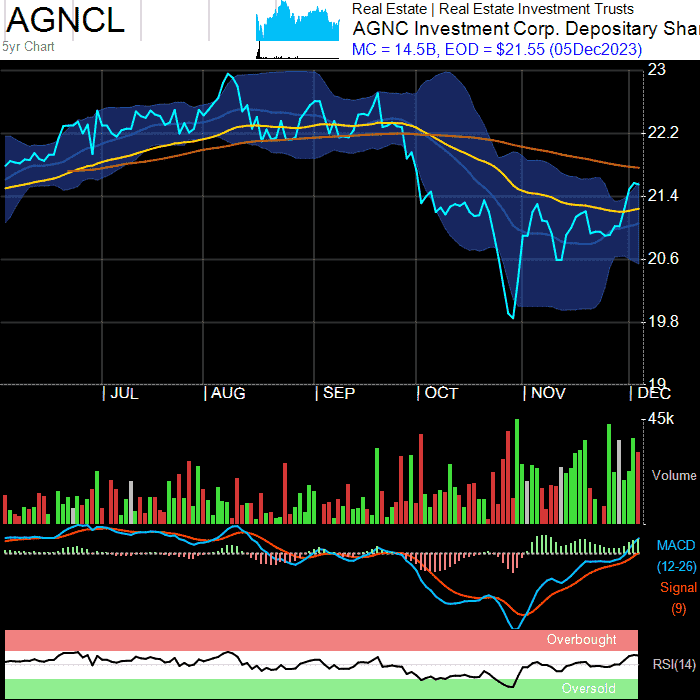 AGNCL
5yr Chart
Real Estate | Real Estate Investment Trusts
AGNC Investment Corp. Depositary Shar
MC = 14.5B, EOD = $21.55 (05Dec2023)
23
22.2
21.4
20.6
19.8
19
| JUL
| AUG
| SEP
| OCT
| NOV
| DEC
45k
Volume
MACD
(12-26)
Signal
(9)
Overbought
RSI(14)
Oversold